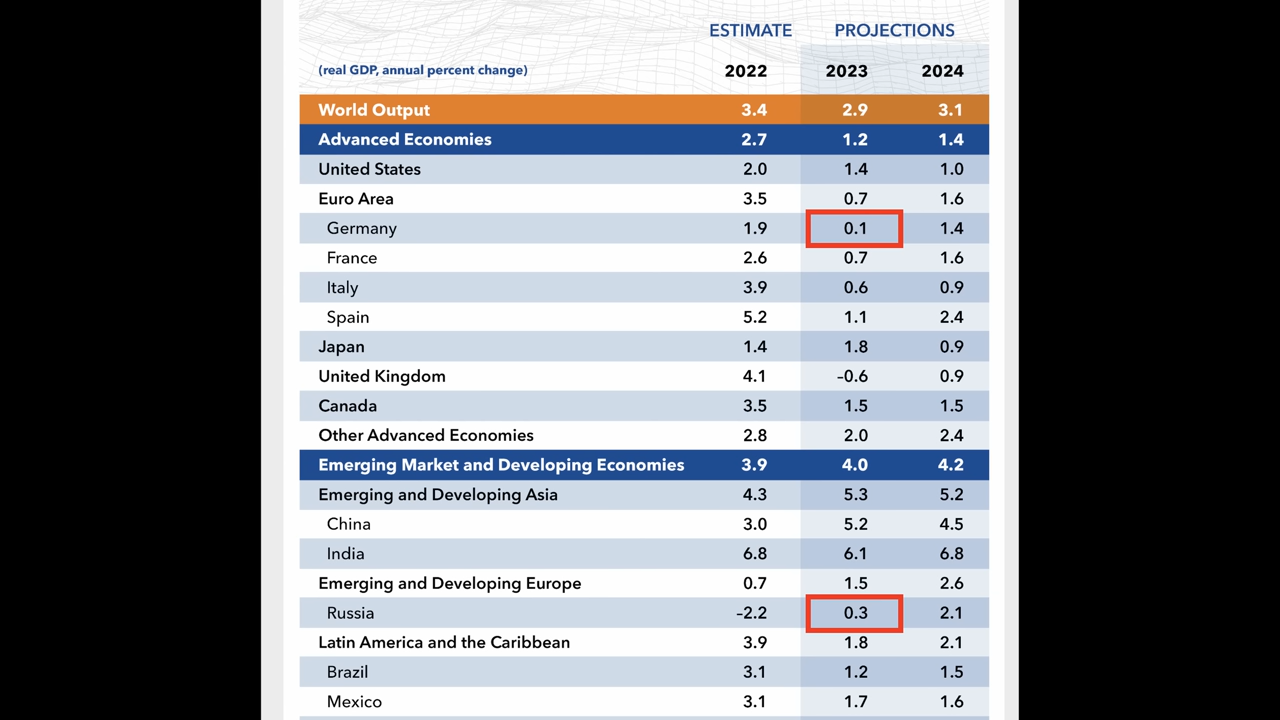 ESTIMATE PROJECTIONS
(real GDP, annual percent change) 2022 2023 2024
World Output 3.4 2.9 3.1
Advanced Economies 2.7 1.2 1.4
United States 2.0 1.4 1.0
Euro Area 3.5 0.7 1.6
Germany 1.9 0.1 1.4
France 2.6 0.7 1.6
Italy 3.9 0.6 0.9
Spain 5.2 1.1 2.4
Japan 1.4 1.8 0.9
United Kingdom 4.1 –0.6 0.9
Canada 3.5 1.5 1.5
Other Advanced Economies 2.8 2.0 2.4
Emerging Market and Developing Economies 3.9 4.0 4.2
Emerging and Developing Asia 4.3 5.3 5.2
China 3.0 5.2 4.5
India 6.8 6.1 6.8
Emerging and Developing Europe 0.7 1.5 2.6
Russia –2.2 0.3 2.1
Latin America and the Caribbean 3.9 1.8 2.1
Brazil 3.1 1.2 1.5
Mexico 3.1 1.7 1.6